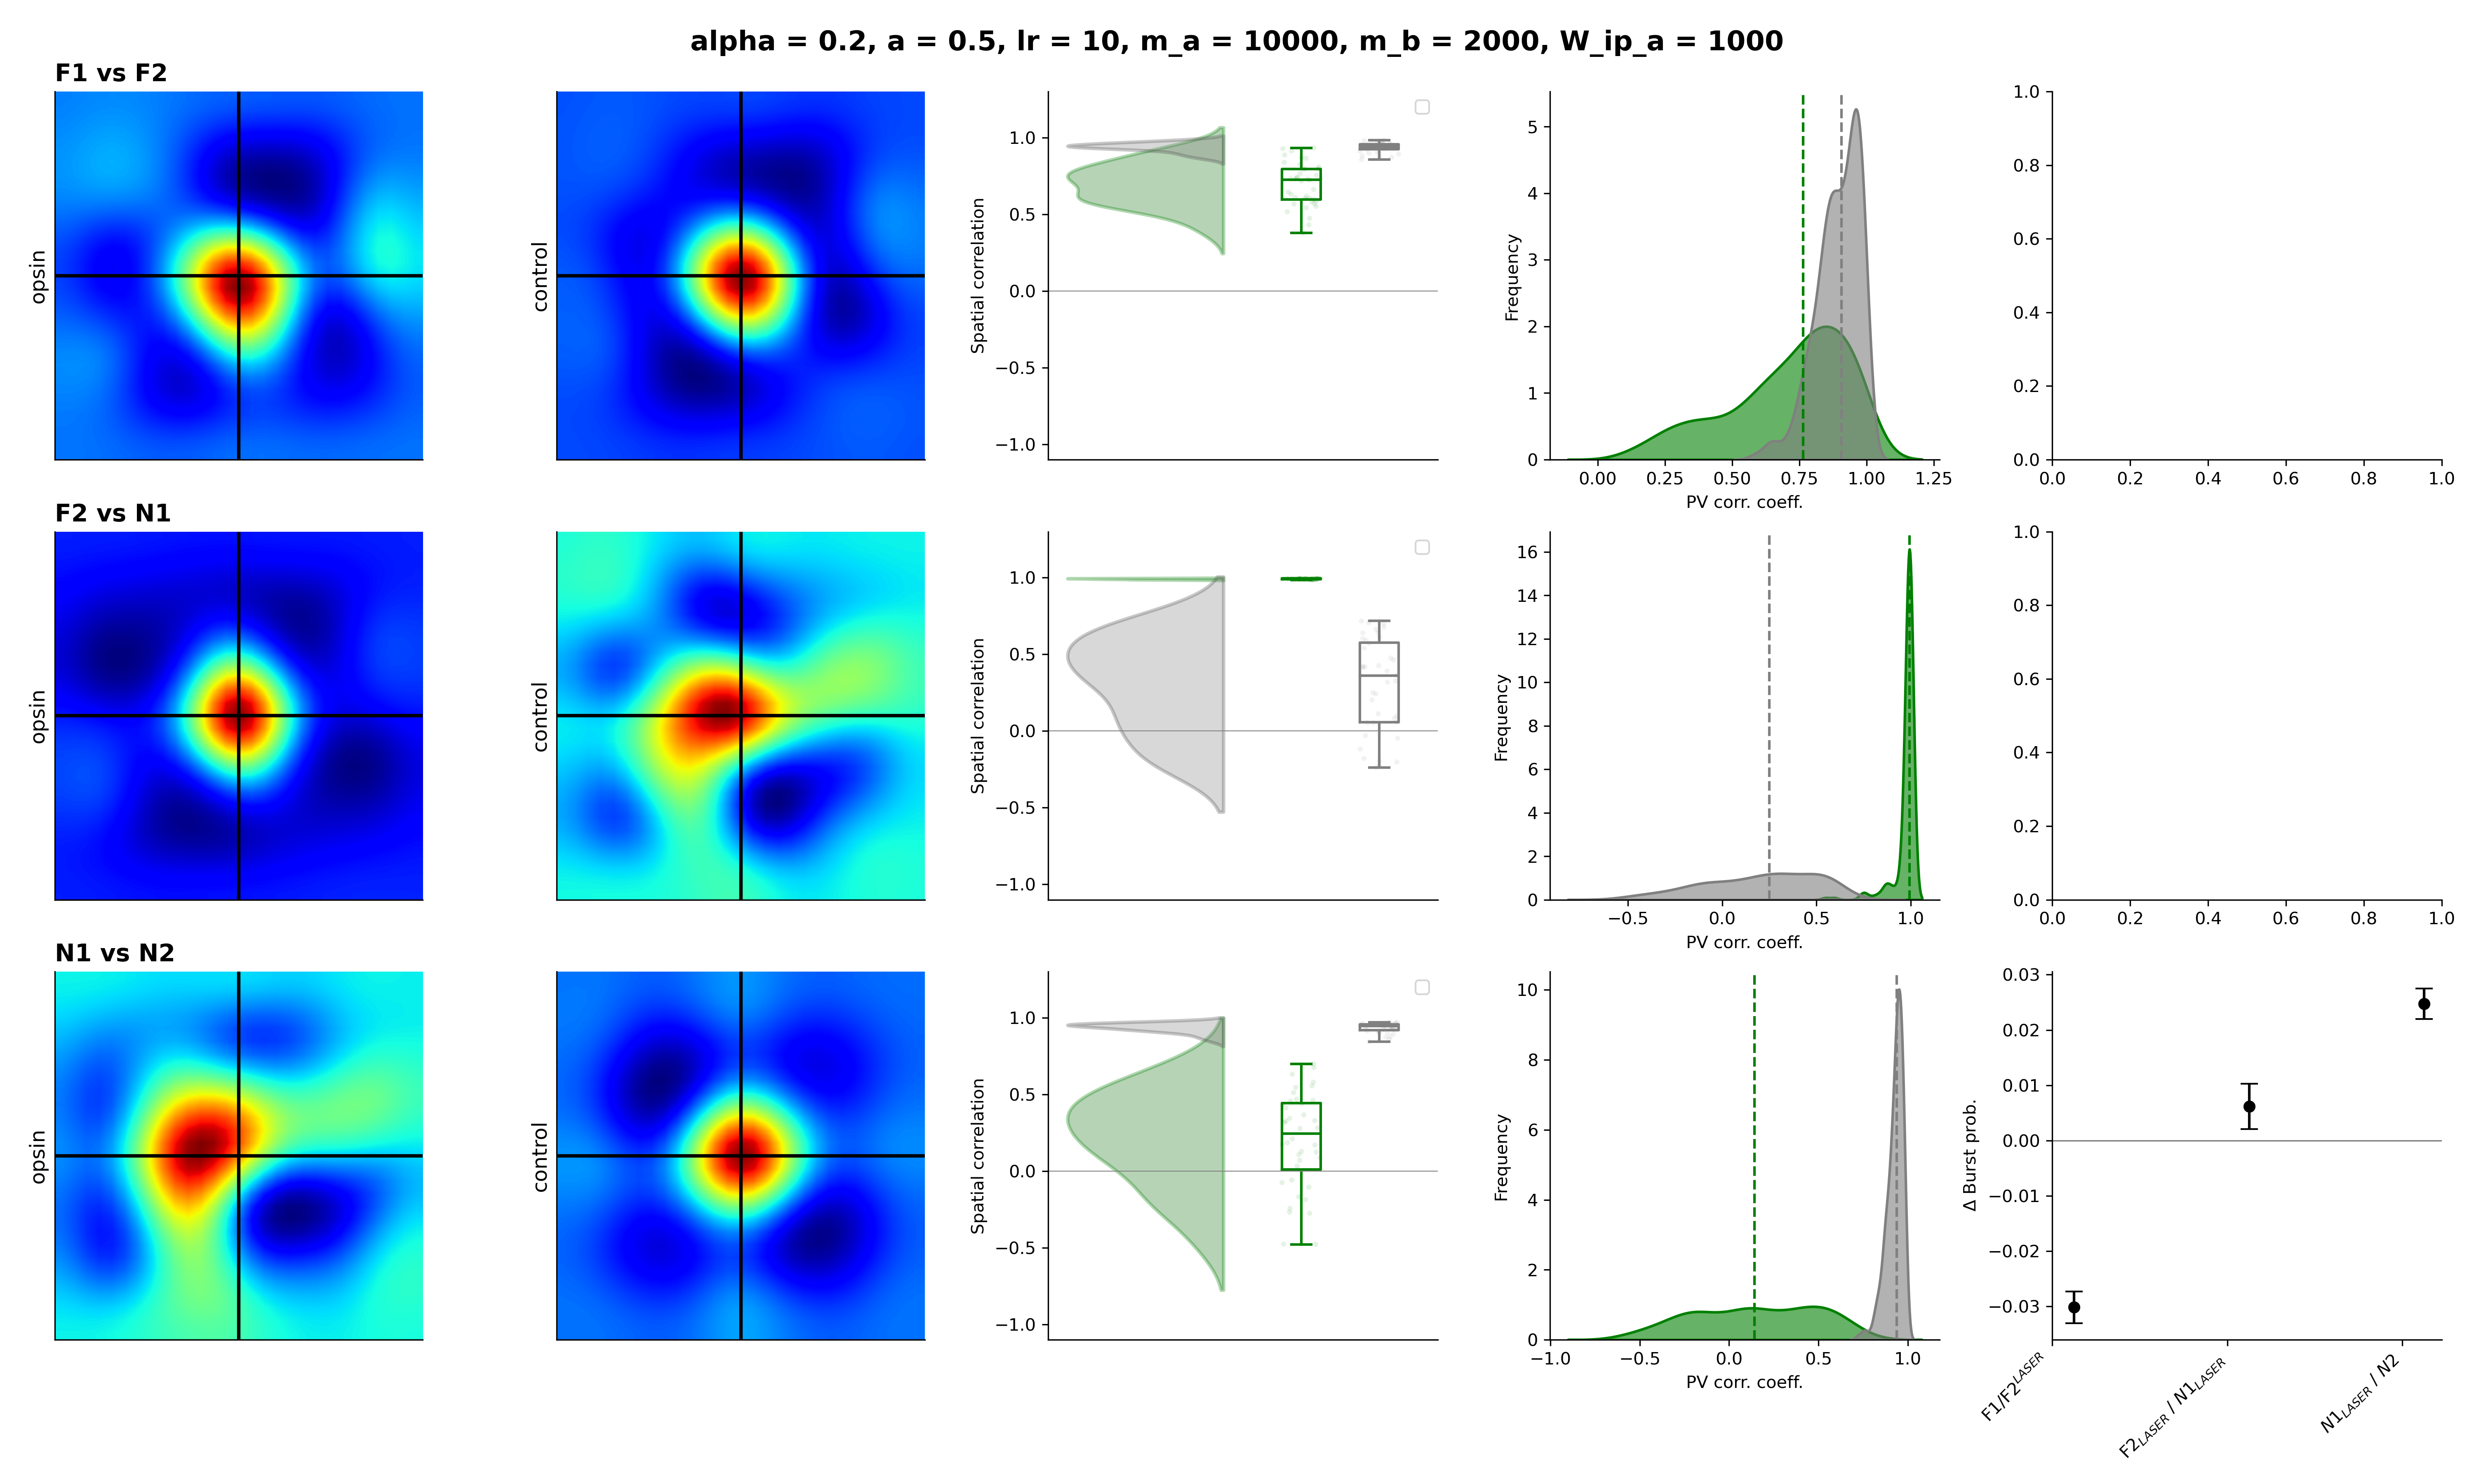 alpha = 0.2, a = 0.5, lr = 10, m_a = 10000, m_b = 2000, W_ip_a = 1000
F1 vs F2
opsin
control
Spatial correlation
1.0
0.5
0.0
−0.5
−1.0
Frequency
5
4
3
2
1
0
0.00 0.25 0.50 0.75 1.00 1.25
PV corr. coeff.
1.0
0.8
0.6
0.4
0.2
0.0
0.0 0.2 0.4 0.6 0.8 1.0
F2 vs N1
opsin
control
Spatial correlation
1.0
0.5
0.0
−0.5
−1.0
Frequency
16
14
12
10
8
6
4
2
0
−0.5 0.0 0.5 1.0
PV corr. coeff.
1.0
0.8
0.6
0.4
0.2
0.0
0.0 0.2 0.4 0.6 0.8 1.0
N1 vs N2
opsin
control
Spatial correlation
1.0
0.5
0.0
−0.5
−1.0
Frequency
10
8
6
4
2
0
−1.0 −0.5 0.0 0.5 1.0
PV corr. coeff.
Δ Burst prob.
0.03
0.02
0.01
0.00
−0.01
−0.02
−0.03
F1/F2^LASER
F2_LASER / N1_LASER
N1_LASER / N2